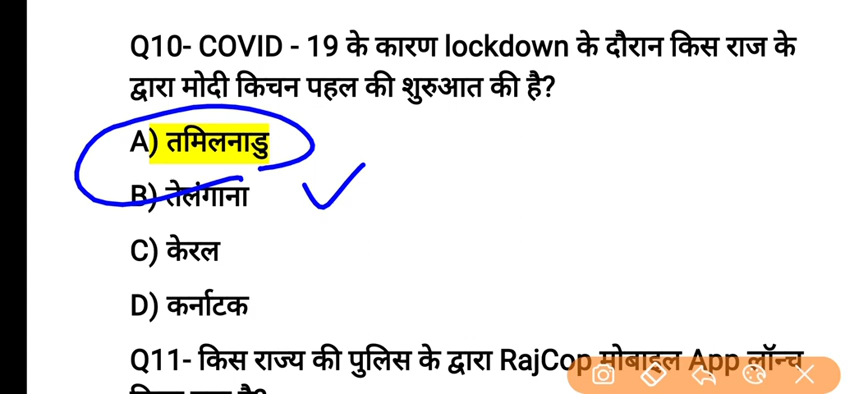 Q10- COVID - 19 के कारण lockdown के दौरान किस राज के
द्वारा मोदी किचन पहल की शुरुआत की है?
A) तमिलनाडु
B) तेलंगाना
C) केरल
D) कर्नाटक
Q11- किस राज्य की पुलिस के द्वारा RajCop मोबाइल App लॉन्च